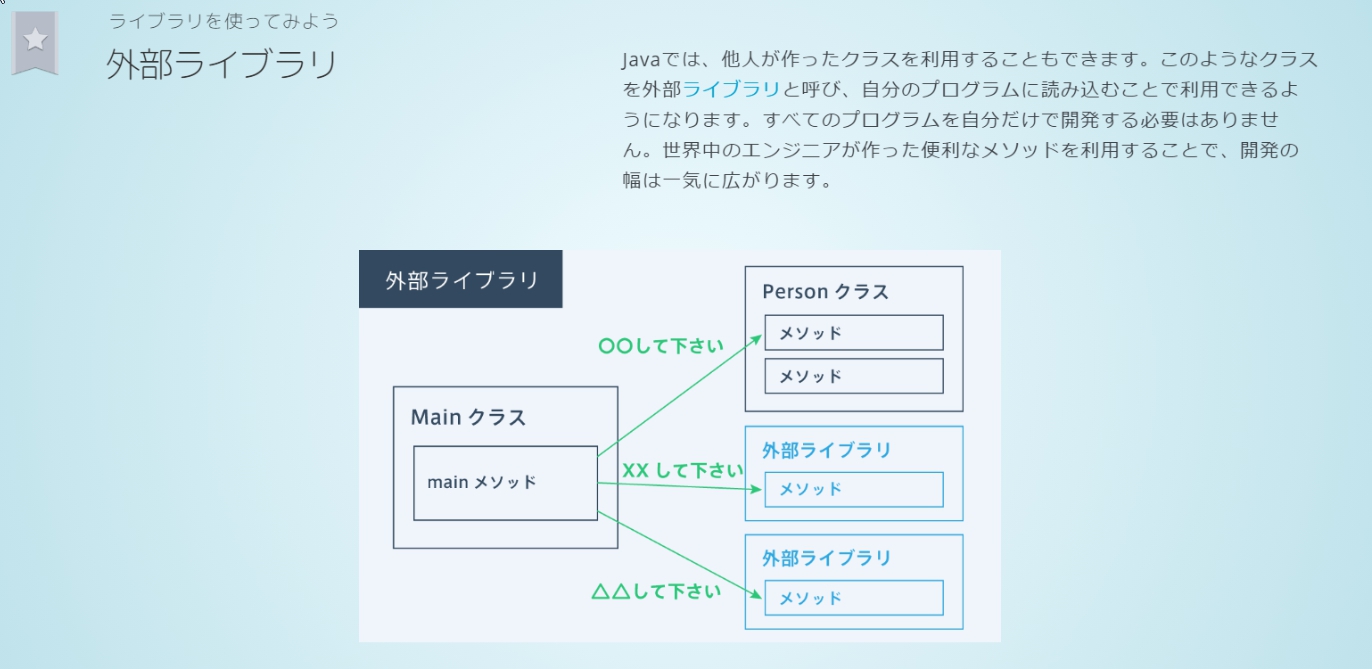 ライブラリを使ってみよう
外部ライブラリ
Javaでは、他人が作ったクラスを利用することもできます。このようなクラス
を外部ライブラリと呼び、自分のプログラムに読み込むことで利用できるよ
うになります。すべてのプログラムを自分だけで開発する必要はありませ
ん。世界中のエンジニアが作った便利なメソッドを利用することで、開発の
幅は一気に広がります。
外部ライブラリ
Person クラス
メソッド
メソッド
〇〇して下さい
Main クラス
main メソッド
XX して下さい
外部ライブラリ
メソッド
△△して下さい
外部ライブラリ
メソッド